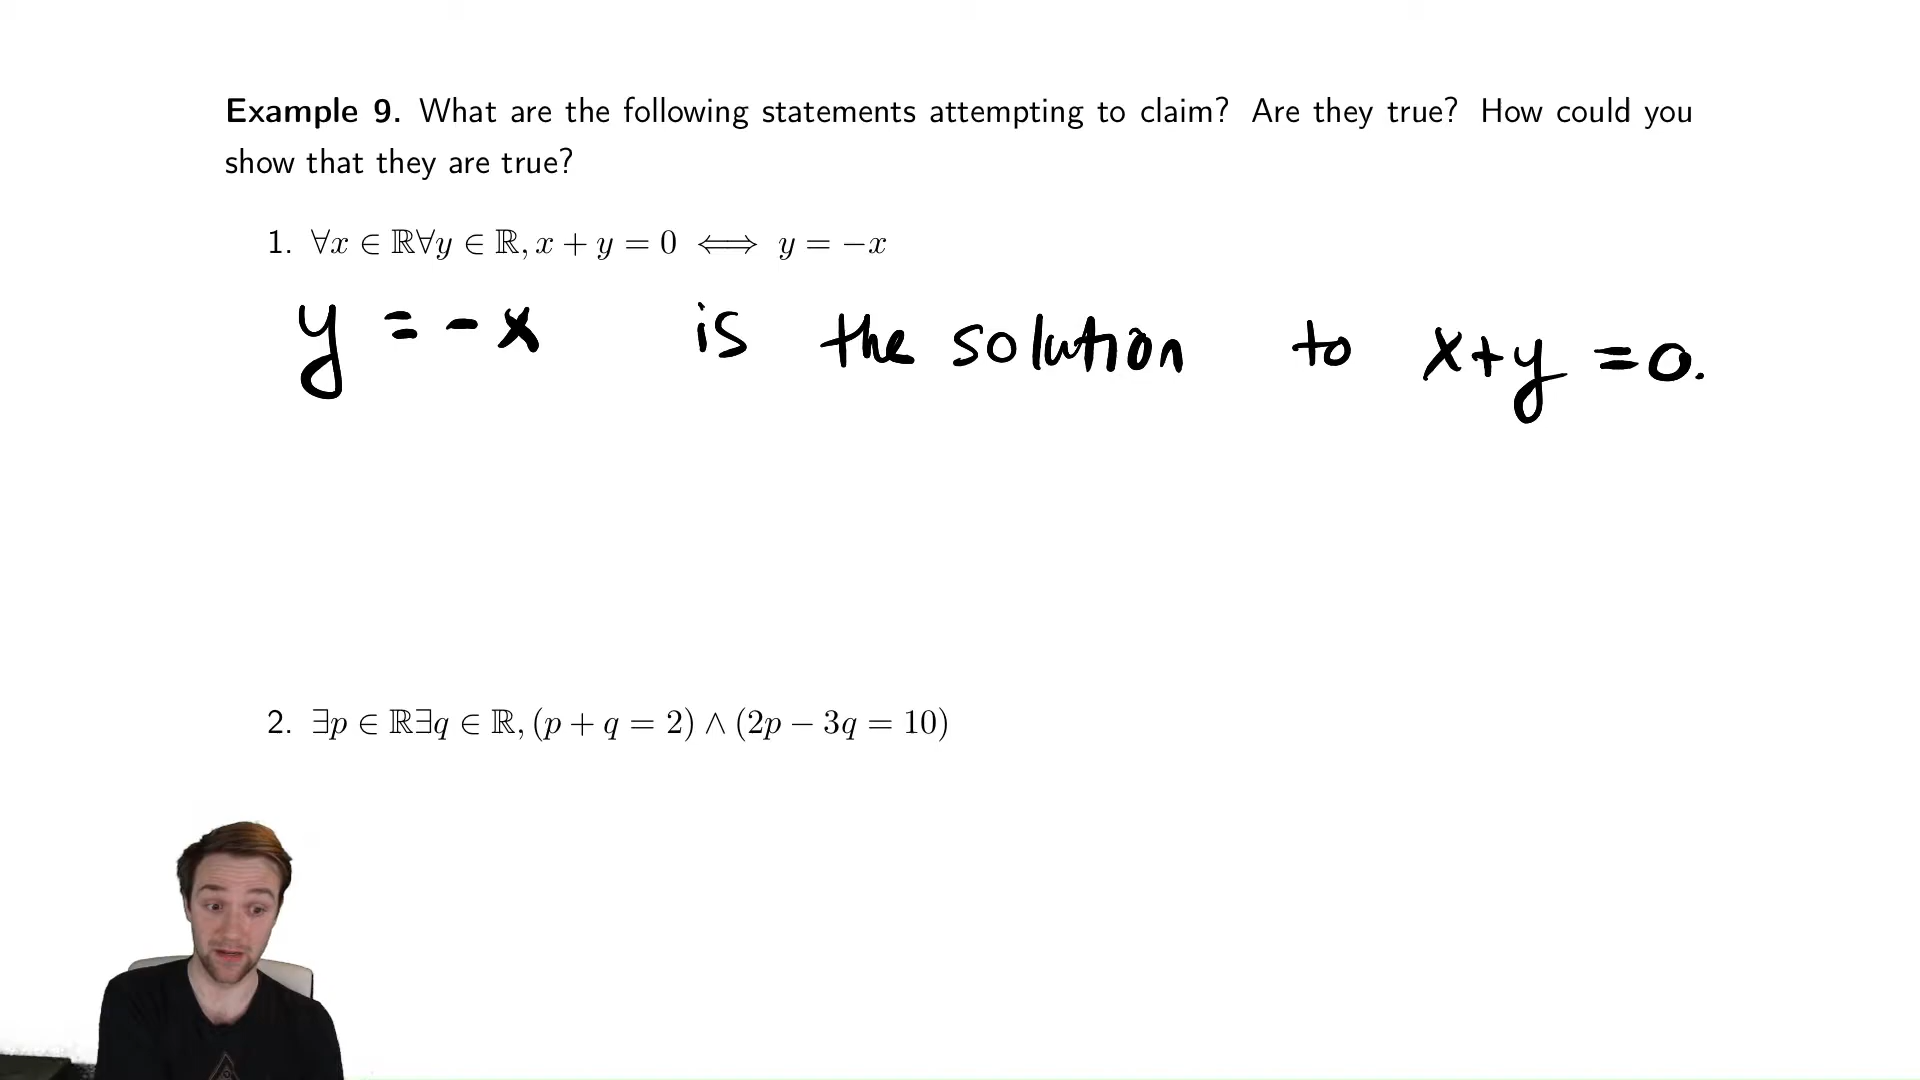 Example 9. What are the following statements attempting to claim? Are they true? How could you
show that they are true?
1. ∀x ∈ ℝ∀y ∈ ℝ, x + y = 0 ⟺ y = −x
y = -x is the solution to x+y =0.
2. ∃p ∈ ℝ∃q ∈ ℝ, (p + q = 2) ∧ (2p − 3q = 10)